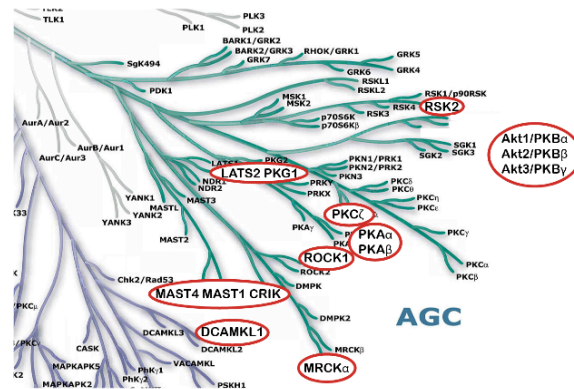 TLK1
PLK1
PLK3
PLK2
BARK1/GRK2
BARK2/GRK3
GRK7
RHOK/GRK1
GRK5
GRK4
GRK6
SgK494
PDK1
RSKL1
RSKL2
RSK1/p90RSK
RSK4
RSK2
RSK3
MSK1
MSK2
p70S6K
p70S6Kβ
Akt1/PKBα
Akt2/PKBβ
Akt3/PKBγ
SGK1
SGK2
SGK3
AurA/Aur2
AurB/Aur1
AurC/Aur3
LATS1
PKG2
LATS2 PKG1
NDR1
NDR2
PKN1/PRK1
PKN2/PRK2
PKN3
PRKY
PRKX
PKCδ
PKCθ
PKCη
PKCε
YANK1
YANK2
YANK3
MASTL
MAST3
MAST2
PKCζ
PKAγ
PKAα
PKAβ
PKCγ
PKCα
PKCβ
ROCK1
ROCK2
Chk2/Rad53
DMPK
MAST4 MAST1 CRIK
/PKCμ
DCAMKL3
DCAMKL1
DMPK2
AGC
DCAMKL2
CASK
VACAMKL
MRCKβ
MRCKα
MAPKAPK5
MAPKAPK2
PhKγ1
PhKγ2
PSKH1